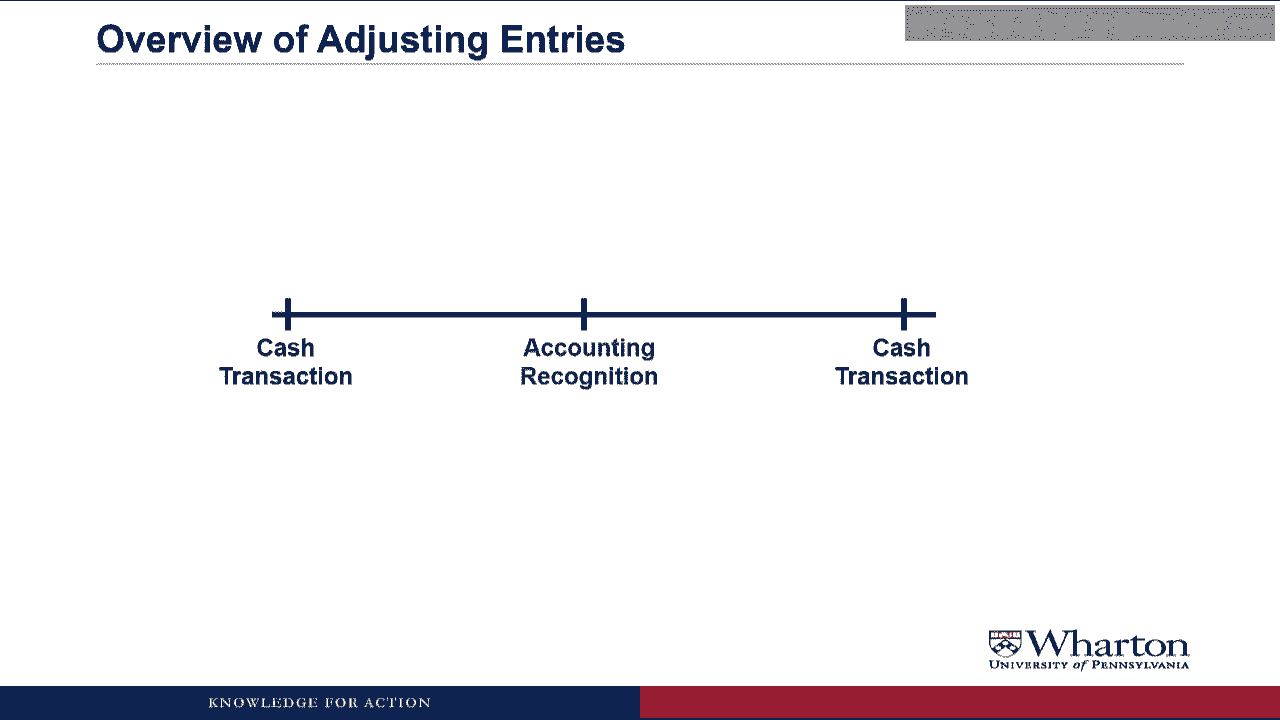 Overview of Adjusting Entries
Cash
Transaction
Accounting
Recognition
Cash
Transaction
Wharton
UNIVERSITY of PENNSYLVANIA
KNOWLEDGE FOR ACTION